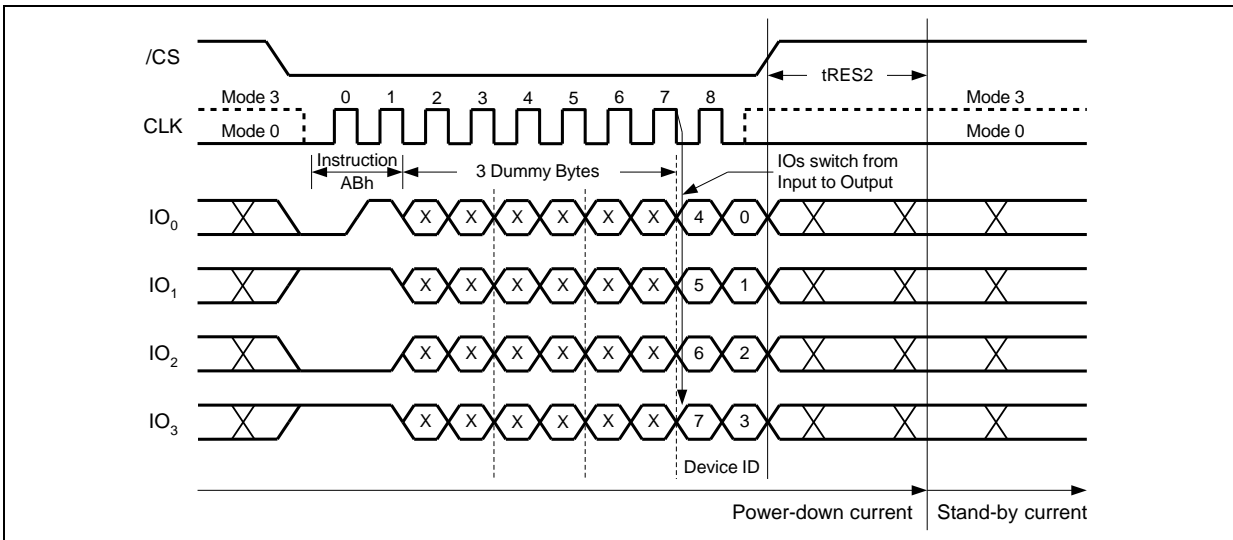 /CS
tRES2
Mode 3 0 1 2 3 4 5 6 7 8 Mode 3
CLK
Mode 0 Mode 0
Instruction
ABh
3 Dummy Bytes
IOs switch from
Input to Output
IO0 X X X X X X 4 0
IO1 X X X X X X 5 1
IO2 X X X X X X 6 2
IO3 X X X X X X 7 3
Device ID
Power-down current Stand-by current